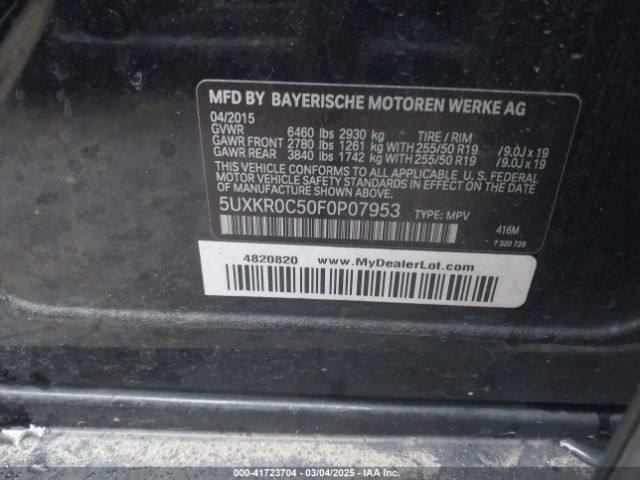 MFD BY BAYERISCHE MOTOREN WERKE AG
04/2015
GVWR 6460 lbs 2930 kg TIRE / RIM
GAWR FRONT 2780 lbs 1261 kg WITH 255/50 R19 /9.0J x 19
GAWR REAR 3840 lbs 1742 kg WITH 255/50 R19 /9.0J x 19
THIS VEHICLE CONFORMS TO ALL APPLICABLE U. S. FEDERAL
MOTOR VEHICLE SAFETY AND THEFT PREVENTION STANDARDS
IN EFFECT ON THE DATE OF MANUFACTURE SHOWN ABOVE.
5UXKR0C50F0P07953 TYPE: MPV
416M
7 320 729
4820820 www.MyDealerLot.com
000-41723704 — 03/04/2025 - IAA Inc.